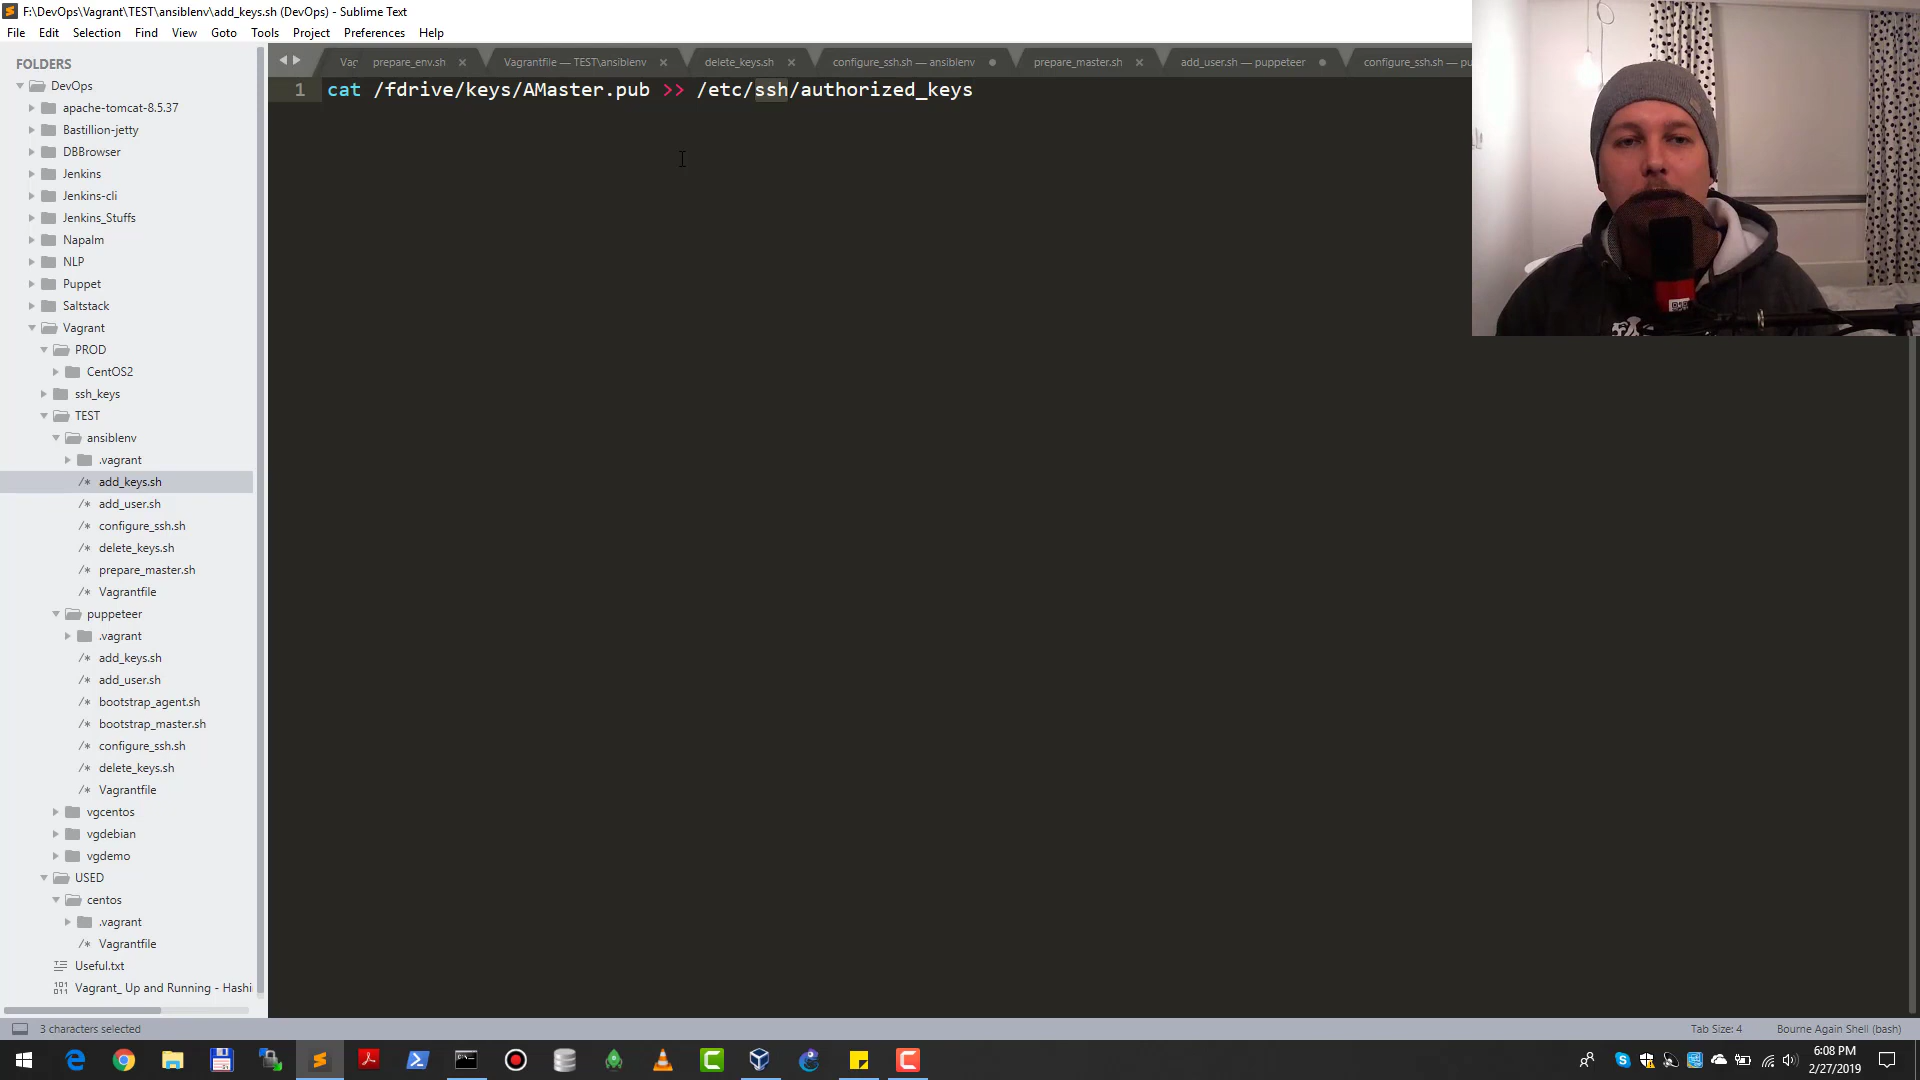 F:\DevOps\Vagrant\TEST\ansiblenv\add_keys.sh (DevOps) - Sublime Text
File Edit Selection Find View Goto Tools Project Preferences Help
FOLDERS
DevOps
apache-tomcat-8.5.37
Bastillion-jetty
DBBrowser
Jenkins
Jenkins-cli
Jenkins_Stuffs
Napalm
NLP
Puppet
Saltstack
Vagrant
PROD
CentOS2
ssh_keys
TEST
ansiblenv
.vagrant
/* add_keys.sh
/* add_user.sh
/* configure_ssh.sh
/* delete_keys.sh
/* prepare_master.sh
/* Vagrantfile
puppeteer
.vagrant
/* add_keys.sh
/* add_user.sh
/* bootstrap_agent.sh
/* bootstrap_master.sh
/* configure_ssh.sh
/* delete_keys.sh
/* Vagrantfile
vgcentos
vgdebian
vgdemo
USED
centos
.vagrant
/* Vagrantfile
Useful.txt
Vagrant_ Up and Running - Hashi
Vag prepare_env.sh Vagrantfile — TEST\ansiblenv delete_keys.sh configure_ssh.sh — ansiblenv prepare_master.sh add_user.sh — puppeteer configure_ssh.sh — pu
1 cat /fdrive/keys/AMaster.pub >> /etc/ssh/authorized_keys
3 characters selected
Tab Size: 4 Bourne Again Shell (bash)
6:08 PM
2/27/2019